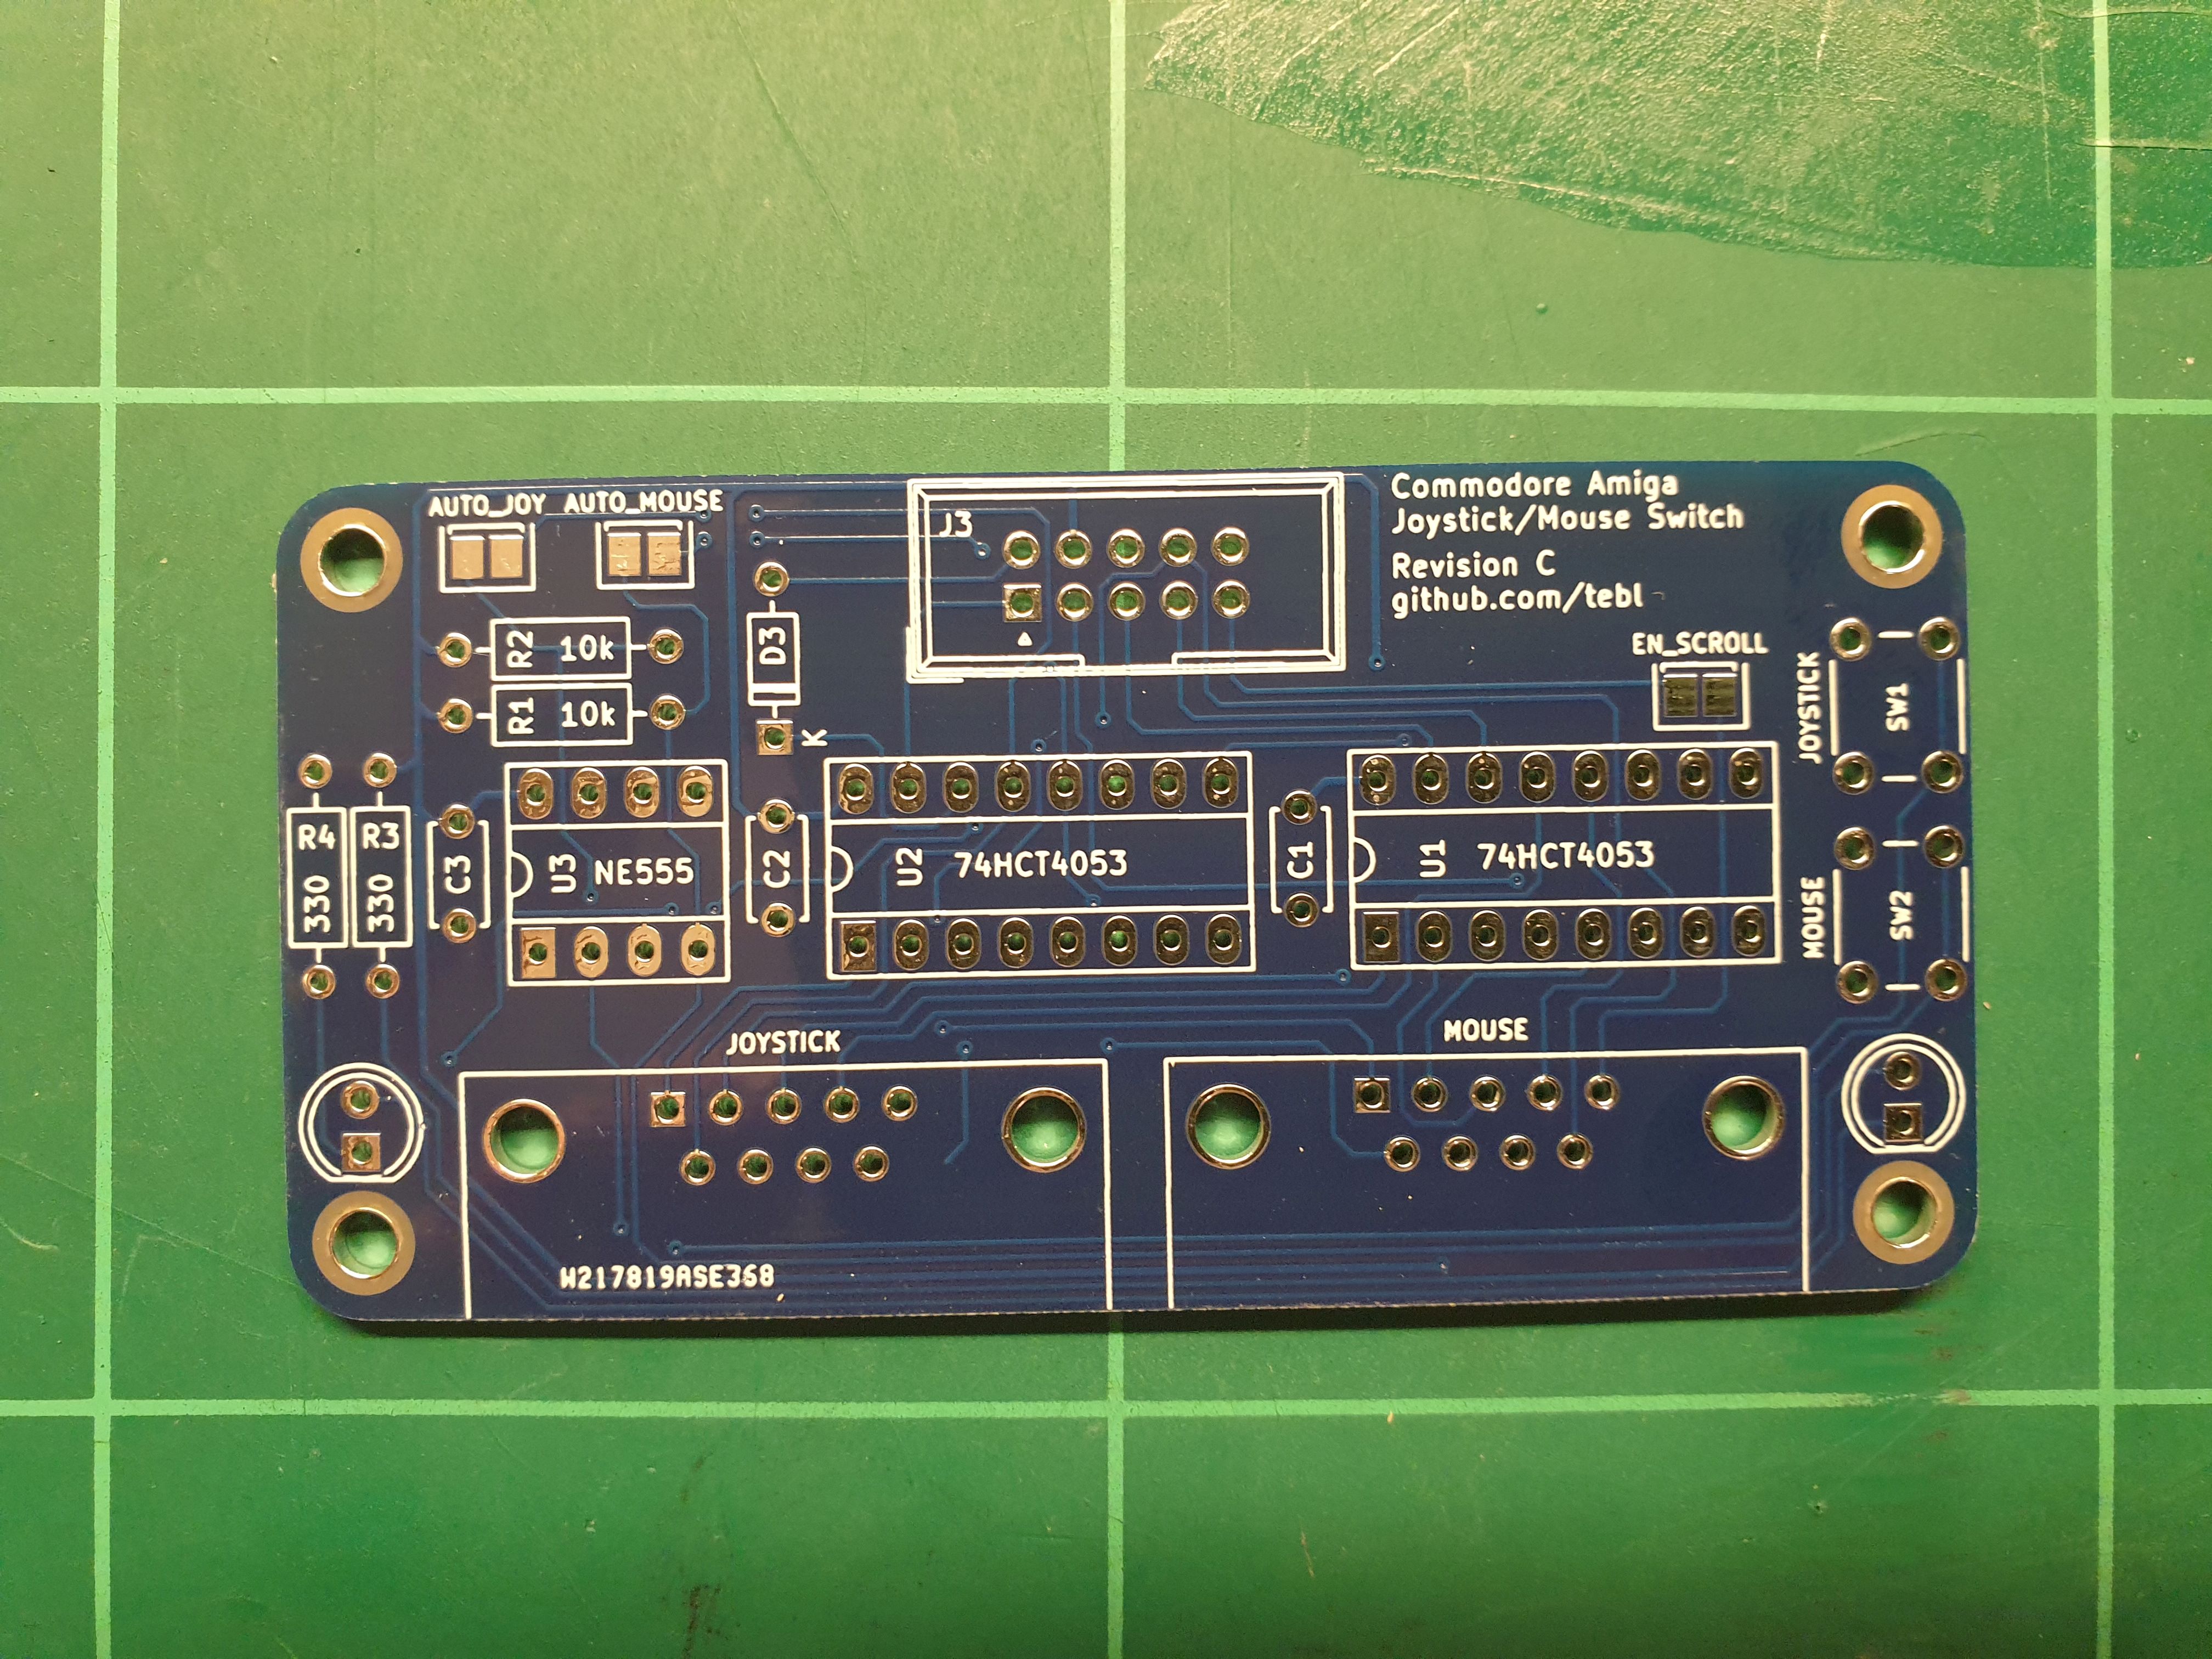 AUTO_JOY AUTO_MOUSE
J3
Commodore Amiga
Joystick/Mouse Switch
Revision C
github.com/tebl
EN_SCROLL
R2 10k
R1 10k
D3
K
JOYSTICK
SW1
R4 330
R3 330
C3
U3 NE555
C2
U2 74HCT4053
C1
U1 74HCT4053
MOUSE
SW2
JOYSTICK
MOUSE
W217819ASE368